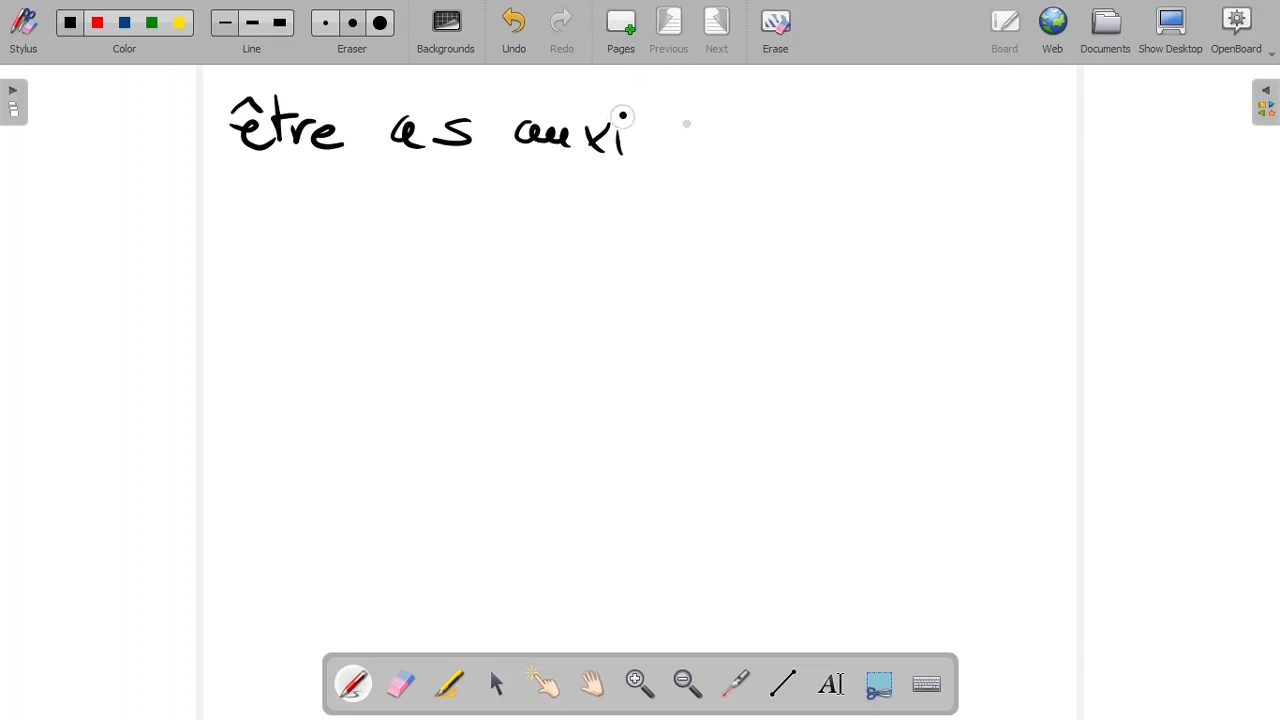 Stylus Color Line Eraser Backgrounds Undo Redo Pages Previous Next Erase Board Web Documents Show Desktop OpenBoard
être as auxi